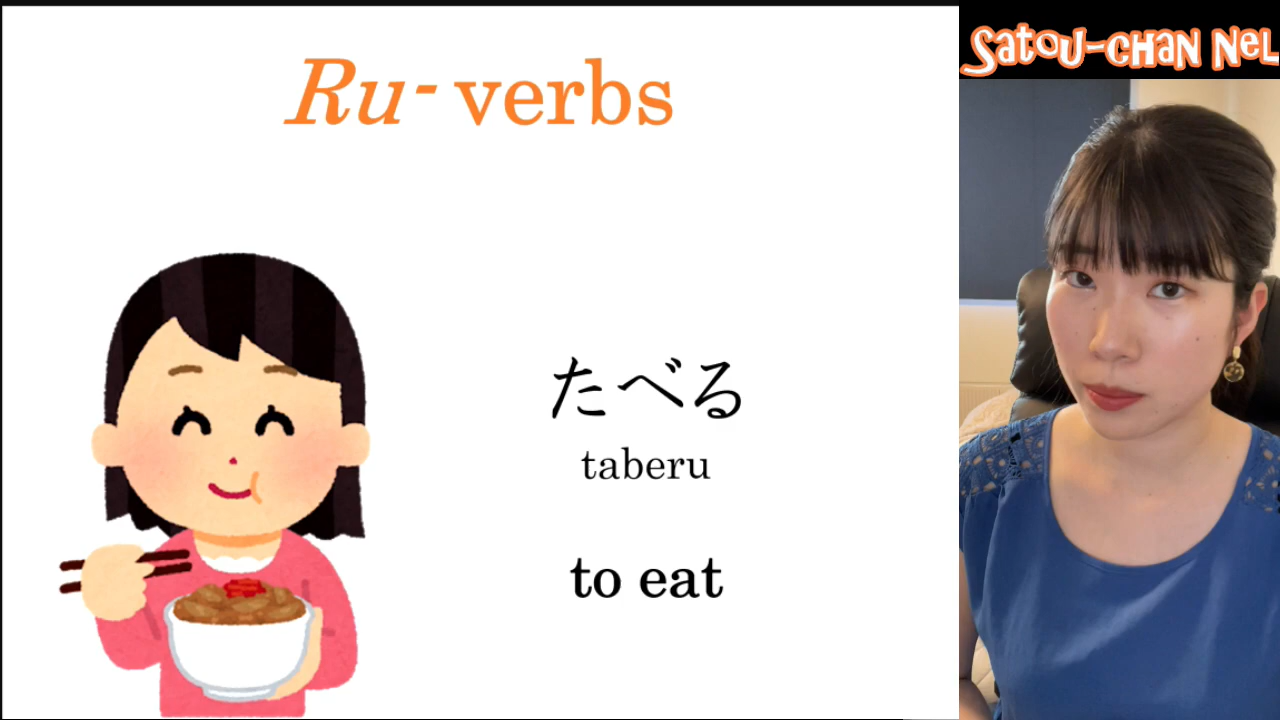 Ru-verbs
SATOU-CHAN NEL
たべる
taberu
to eat